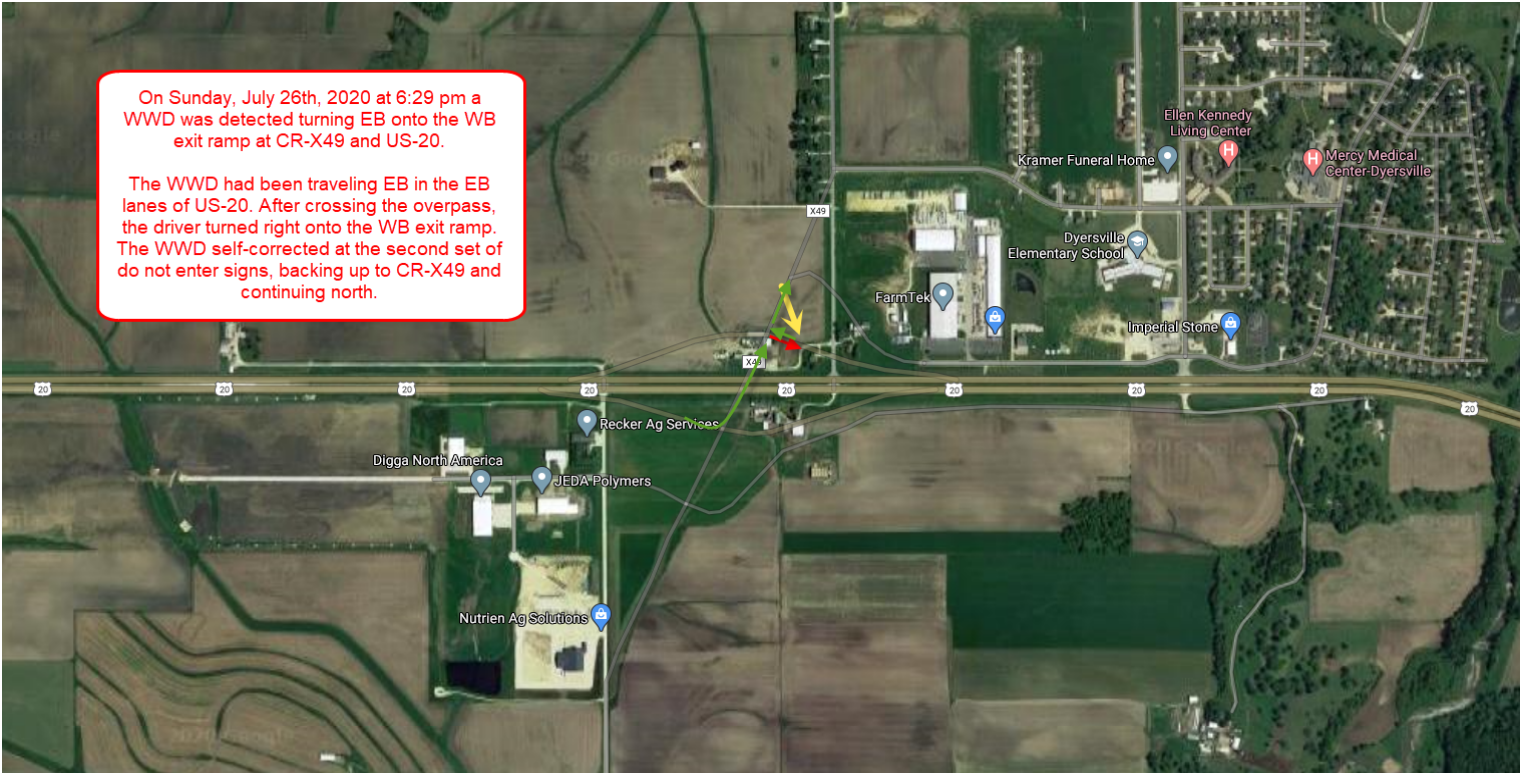 On Sunday, July 26th, 2020 at 6:29 pm a
WWD was detected turning EB onto the WB
exit ramp at CR-X49 and US-20.
The WWD had been traveling EB in the EB
lanes of US-20. After crossing the overpass,
the driver turned right onto the WB exit ramp.
The WWD self-corrected at the second set of
do not enter signs, backing up to CR-X49 and
continuing north.
Ellen Kennedy
Living Center
Kramer Funeral Home
Mercy Medical
Center-Dyersville
X49
Dyersville
Elementary School
FarmTek
Imperial Stone
X49
20
20
20
20
20
20
20
20
20
Recker Ag Services
Digga North America
JEDA Polymers
Nutrien Ag Solutions